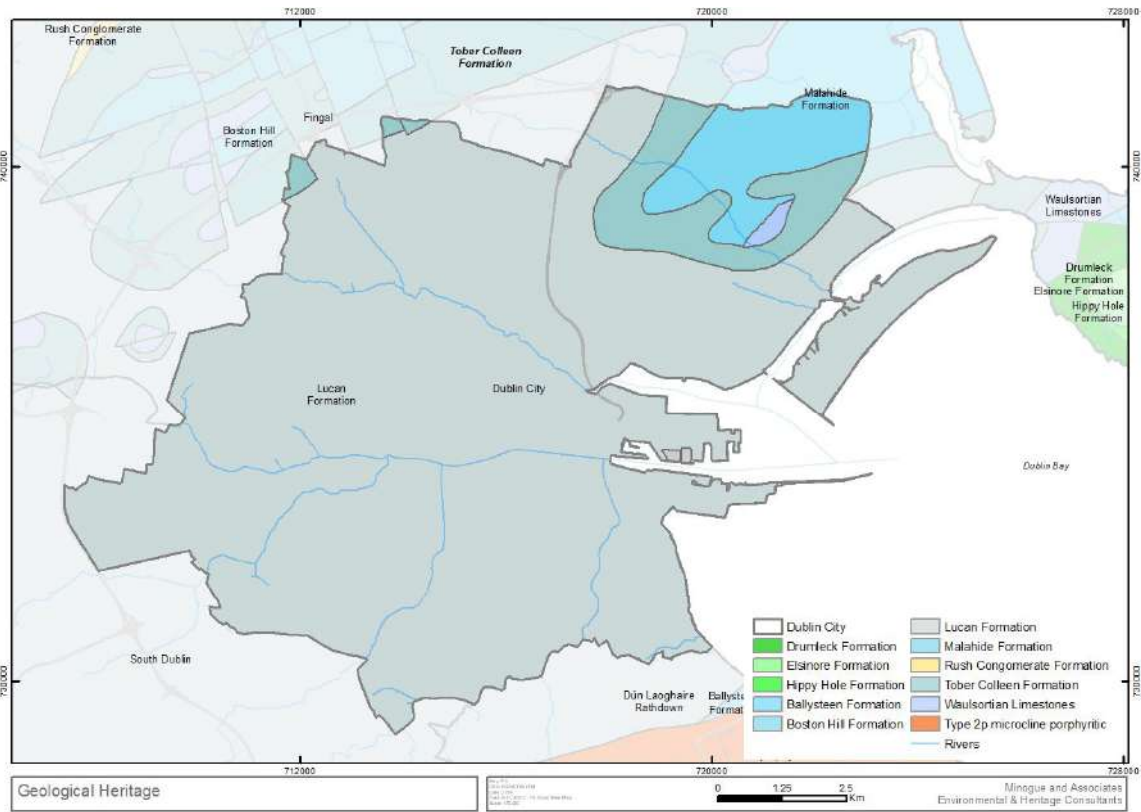 712000
720000
728000
Rush Conglomerate
Formation
Tober Colleen
Formation
Malahide
Formation
Fingal
Boston Hill
Formation
740000
740000
Waulsortian
Limestones
Drumleck
Formation
Elsinore Formation
Hippy Hole
Formation
Lucan
Formation
Dublin City
Dublin Bay
South Dublin
Dún Laoghaire
Rathdown
730000
730000
Dublin City
Drumleck Formation
Elsinore Formation
Hippy Hole Formation
Ballysteen Formation
Boston Hill Formation
Lucan Formation
Malahide Formation
Rush Congomerate Formation
Tober Colleen Formation
Waulsortian Limestones
Type 2p microcline porphyritic
Rivers
712000
720000
728000
Geological Heritage
0 1.25 2.5
Km
Minogue and Associates
Environmental & Heritage Consultants